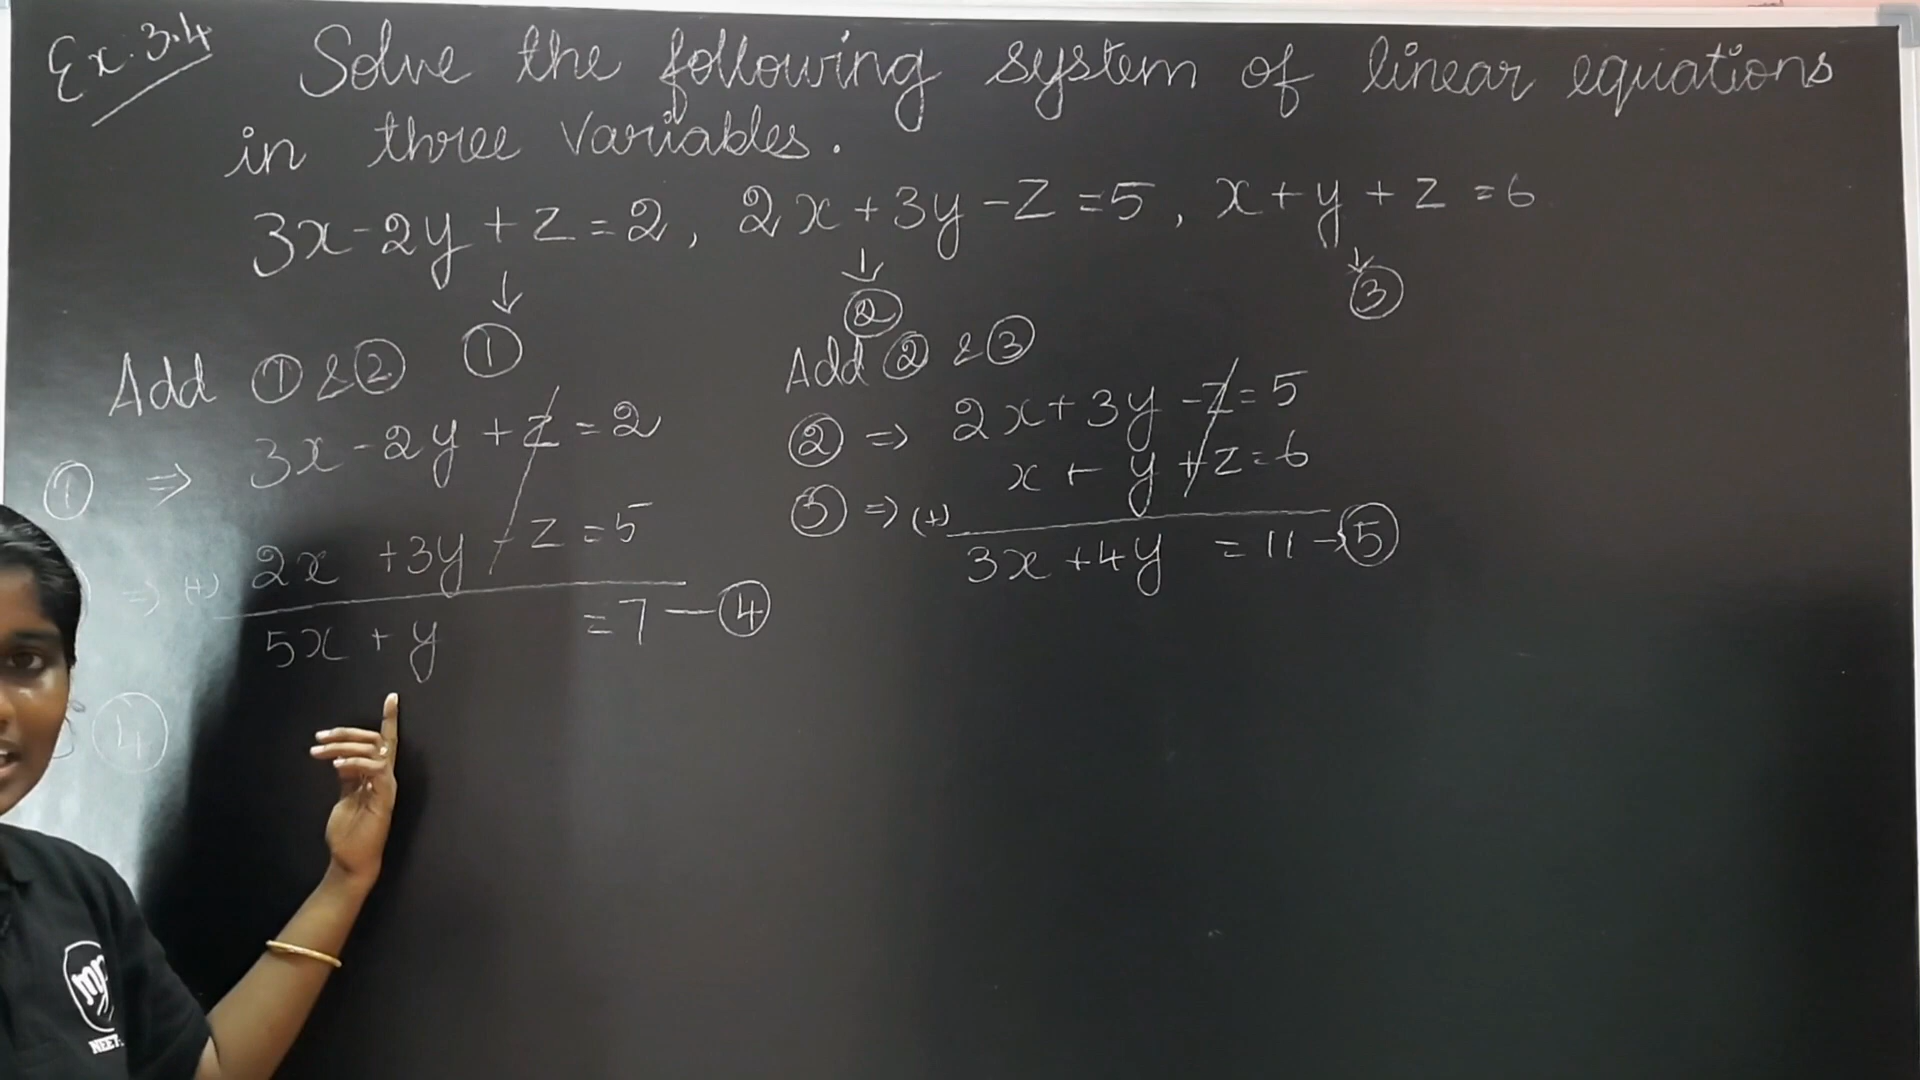 Ex. 3.4
Solve the following system of linear equations
in three variables.
3x - 2y + z = 2, 2x + 3y - z = 5, x + y + z = 6
↓ ① ↓ ② ↓ ③
Add ① & ②
① ⇒ 3x - 2y + z = 2
⇒ (+) 2x + 3y - z = 5
5x + y = 7 — ④
④
Add ② & ③
② ⇒ 2x + 3y - z = 5
③ ⇒ (+) x + y + z = 6
3x + 4y = 11 → ⑤
NEET